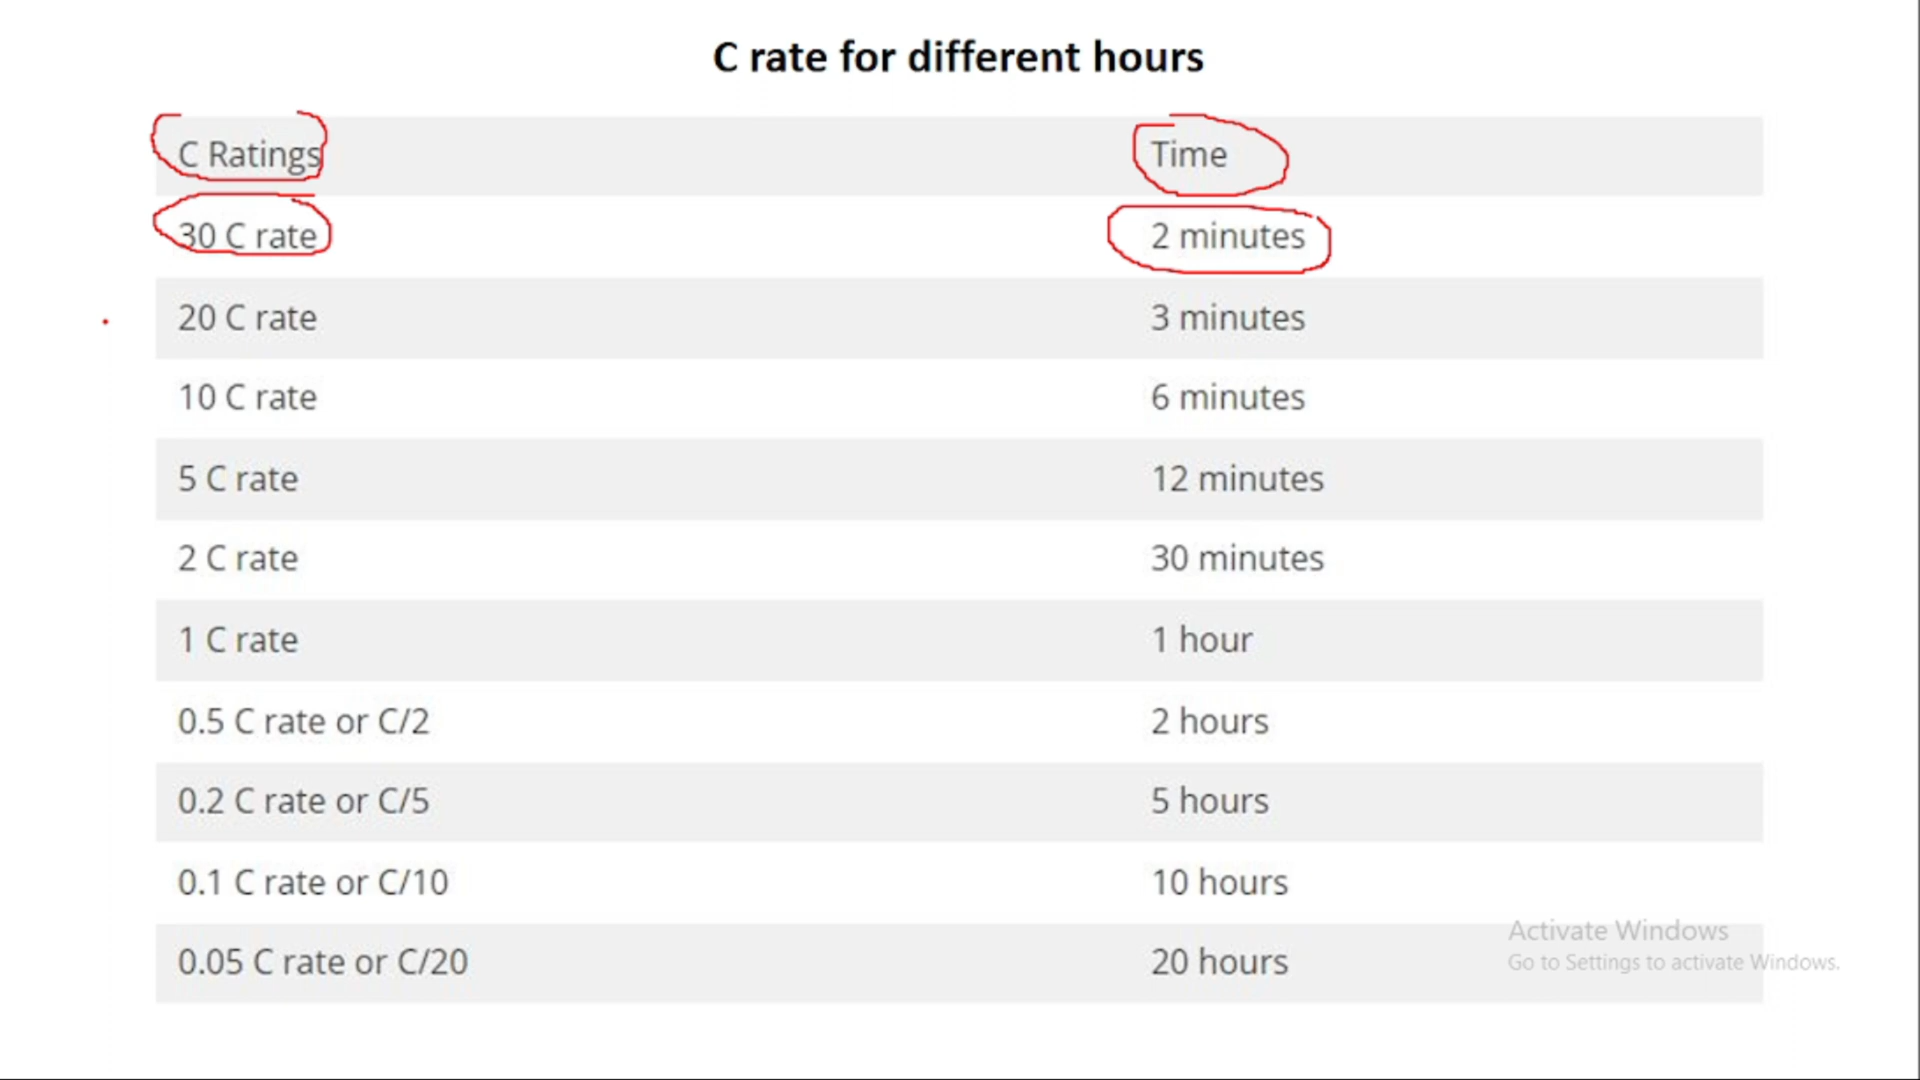 C rate for different hours
C Ratings Time
30 C rate 2 minutes
20 C rate 3 minutes
10 C rate 6 minutes
5 C rate 12 minutes
2 C rate 30 minutes
1 C rate 1 hour
0.5 C rate or C/2 2 hours
0.2 C rate or C/5 5 hours
0.1 C rate or C/10 10 hours
0.05 C rate or C/20 20 hours
Activate Windows
Go to Settings to activate Windows.